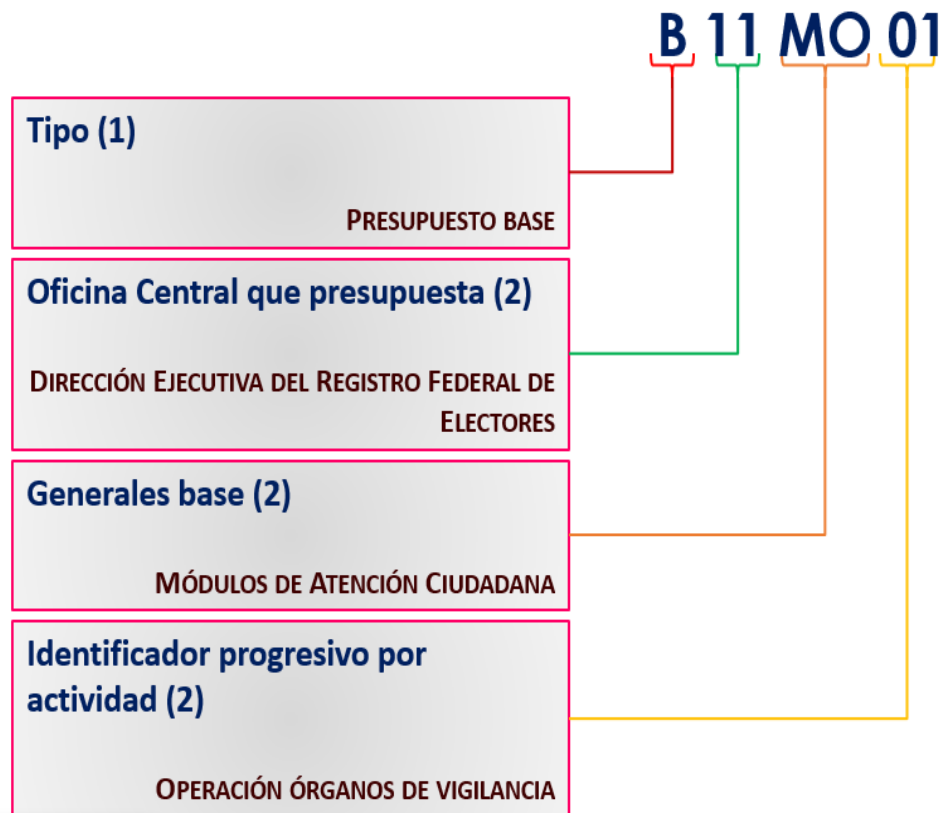 B 11 MO 01
Tipo (1)
PRESUPUESTO BASE
Oficina Central que presupuesta (2)
DIRECCIÓN EJECUTIVA DEL REGISTRO FEDERAL DE
ELECTORES
Generales base (2)
MÓDULOS DE ATENCIÓN CIUDADANA
Identificador progresivo por
actividad (2)
OPERACIÓN ÓRGANOS DE VIGILANCIA